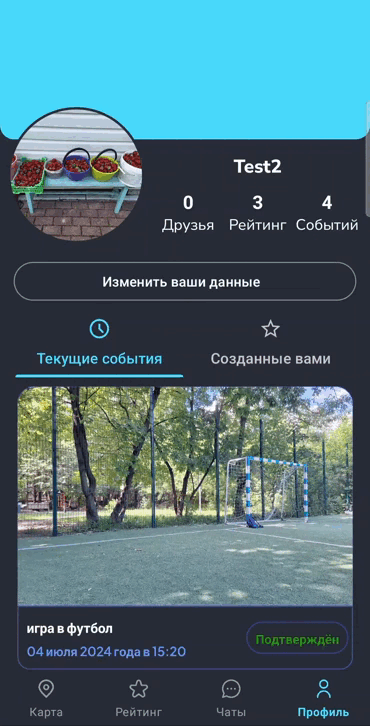 Test2
0 3 4
Друзья Рейтинг Событий
Изменить ваши данные
Текущие события Созданные вами
игра в футбол
04 июля 2024 года в 15:20
Подтверждён
Карта Рейтинг Чаты Профиль